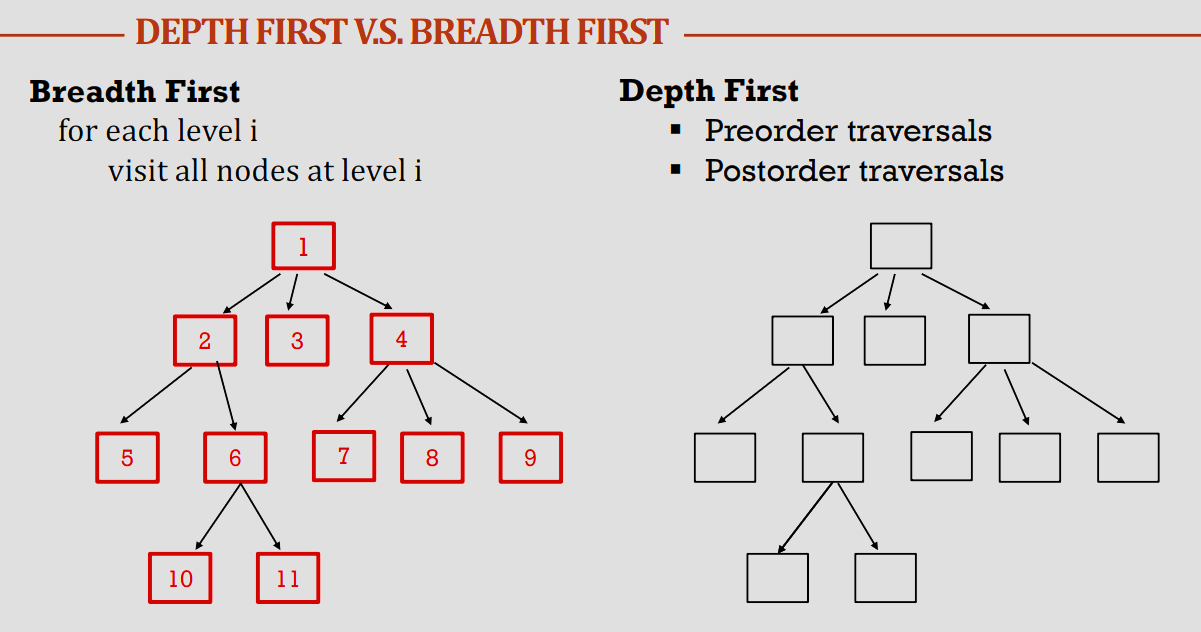 DEPTH FIRST V.S. BREADTH FIRST
Breadth First
for each level i
visit all nodes at level i
1
2
3
4
5
6
7
8
9
10
11
Depth First
▪ Preorder traversals
▪ Postorder traversals